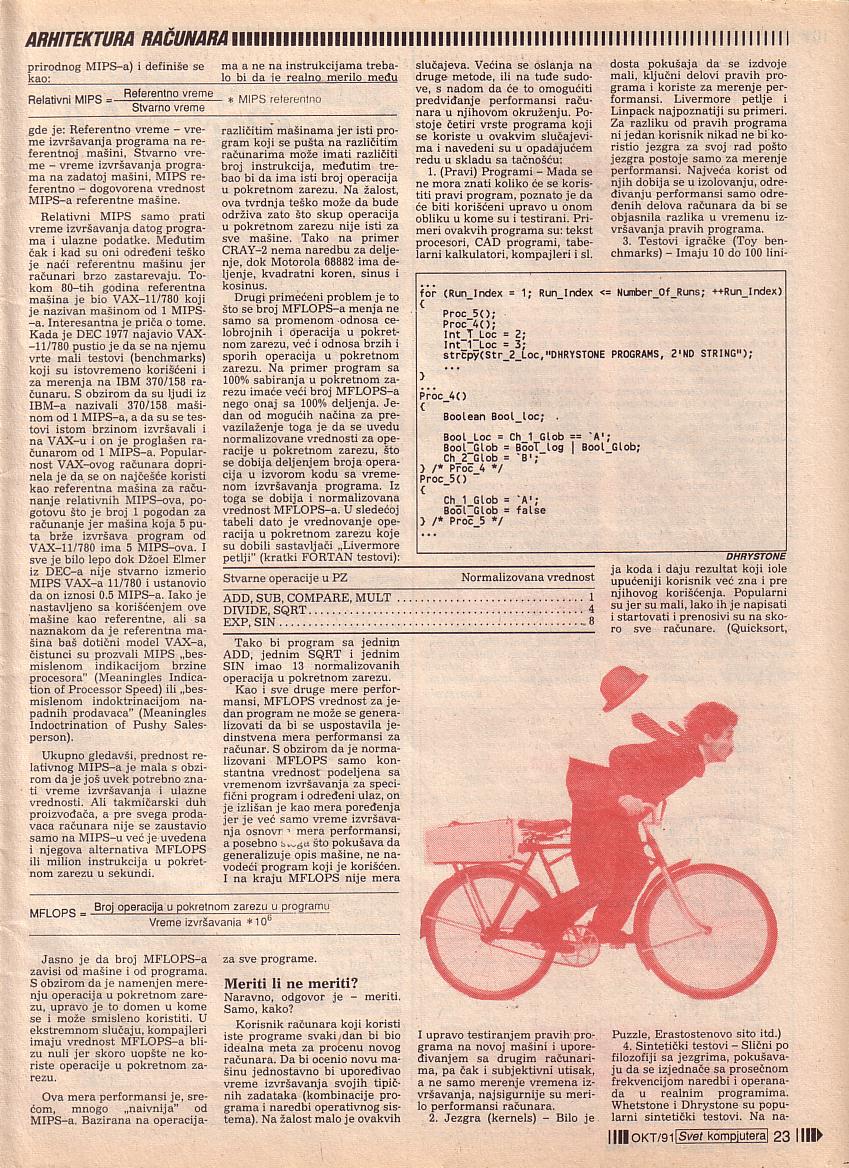 ARHITEKTURA RAČUNARA
prirodnog MIPS–a) i definiše se
kao:
Relativni MIPS = Referentno vreme
Stvarno vreme
* MIPS referentno
gde je: Referentno vreme – vre-
me izvršavanja programa na re-
ferentnoj mašini, Stvarno vre-
me – vreme izvršavanja progra-
ma na zadatoj mašini, MIPS re-
ferentno – dogovorena vrednost
MIPS–a referentne mašine.
Relativni MIPS samo prati
vreme izvršavanja datog progra-
ma i ulazne podatke. Međutim
čak i kad su oni određeni teško
je naći referentnu mašinu jer
računari brzo zastarevaju. To-
kom 80–tih godina referentna
mašina je bio VAX–11/780 koji
je nazivan mašinom od 1 MIPS-
–a. Interesantna je priča o tome.
Kada je DEC 1977 najavio VAX-
–11/780 pustio je da se na njemu
vrte mali testovi (benchmarks)
koji su istovremeno korišćeni i
za merenja na IBM 370/158 ra-
čunaru. S obzirom da su ljudi iz
IBM–a nazivali 370/158 maši-
nom od 1 MIPS–a, a da su se tes-
tovi istom brzinom izvršavali i
na VAX–u i on je proglašen ra-
čunarom od 1 MIPS–a. Popular-
nost VAX–ovog računara dopri-
nela je da se on najčešće koristi
kao referentna mašina za raču-
nanje relativnih MIPS–ova, po-
gotovu što je broj 1 pogodan za
računanje jer mašina koja 5 pu-
ta brže izvršava program od
VAX–11/780 ima 5 MIPS–ova. I
sve je bilo lepo dok Džoel Elmer
iz DEC–a nije stvarno izmerio
MIPS VAX–a 11/780 i ustanovio
da on iznosi 0.5 MIPS–a. Iako je
nastavljeno sa korišćenjem ove
mašine kao referentne, ali sa
naznakom da je referentna ma-
šina baš dotični model VAX–a,
čistunci su prozvali MIPS „bes-
mislenom indikacijom brzine
procesora” (Meaningles Indica-
tion of Processor Speed) ili „bes-
mislenom indoktrinacijom na-
padnih prodavaca” (Meaningles
Indoctrination of Pushy Sales-
person).
Ukupno gledavši, prednost re-
lativnog MIPS–a je mala s obzi-
rom da je još uvek potrebno zna-
ti vreme izvršavanja i ulazne
vrednosti. Ali takmičarski duh
proizvođača, a pre svega proda-
vaca računara nije se zaustavio
samo na MIPS–u već je uvedena
i njegova alternativa MFLOPS
ili milion instrukcija u pokret-
nom zarezu u sekundi.
MFLOPS = Broj operacija u pokretnom zarezu u programu
Vreme izvršavanja * 10⁶
Jasno je da broj MFLOPS–a
zavisi od mašine i od programa.
S obzirom da je namenjen mere-
nju operacija u pokretnom zare-
zu, upravo je to domen u kome
se i može smisleno koristiti. U
ekstremnom slučaju, kompajleri
imaju vrednost MFLOPS–a bli-
zu nuli jer skoro uopšte ne ko-
riste operacije u pokretnom za-
rezu.
Ova mera performansi je, sre-
ćom, mnogo „naivnija” od
MIPS–a. Bazirana na operacija-
ma a ne na instrukcijama treba-
lo bi da je realno merilo među
različitim mašinama jer isti pro-
gram koji se pušta na različitim
računarima može imati različiti
broj instrukcija, međutim tre-
bao bi da ima isti broj operacija
u pokretnom zarezu. Na žalost,
ova tvrdnja teško može da bude
održiva zato što skup operacija
u pokretnom zarezu nije isti za
sve mašine. Tako na primer
CRAY–2 nema naredbu za delje-
nje, dok Motorola 68882 ima de-
ljenje, kvadratni koren, sinus i
kosinus.
Drugi primećeni problem je to
što se broj MFLOPS–a menja ne
samo sa promenom odnosa ce-
lobrojnih i operacija u pokret-
nom zarezu, već i odnosa brzih i
sporih operacija u pokretnom
zarezu. Na primer program sa
100% sabiranja u pokretnom za-
rezu imaće veći broj MFLOPS–a
nego onaj sa 100% deljenja. Je-
dan od mogućih načina za pre-
vazilaženje toga je da se uvedu
normalizovane vrednosti za ope-
racije u pokretnom zarezu, što
se dobija deljenjem broja opera-
cija u izvorom kodu sa vreme-
nom izvršavanja programa. Iz
toga se dobija i normalizovana
vrednost MFLOPS–a. U sledećoj
tabeli dato je vrednovanje ope-
racija u pokretnom zarezu koje
su dobili sastavljači „Livermore
petlji” (kratki FORTAN testovi):
Stvarne operacije u PZ Normalizovana vrednost
ADD, SUB, COMPARE, MULT ........................ 1
DIVIDE, SQRT ........................ 4
EXP, SIN ........................ 8
Tako bi program sa jednim
ADD, jednim SQRT i jednim
SIN imao 13 normalizovanih
operacija u pokretnom zarezu.
Kao i sve druge mere perfor-
mansi, MFLOPS vrednost za je-
dan program ne može se genera-
lizovati da bi se uspostavila je-
dinstvena mera performansi za
računar. S obzirom da je norma-
lizovani MFLOPS samo kon-
stantna vrednost podeljena sa
vremenom izvršavanja za speci-
fični program i određeni ulaz, on
je izlišan je kao mera poređenja
jer je već samo vreme izvršava-
nja osnovr mera performansi,
a posebno što pokušava da
generalizuje opis mašine, ne na-
vodeći program koji je korišćen.
I na kraju MFLOPS nije mera
za sve programe.
Meriti li ne meriti?
Naravno, odgovor je – meriti.
Samo, kako?
Korisnik računara koji koristi
iste programe svaki dan bi bio
idealna meta za procenu novog
računara. Da bi ocenio novu ma-
šinu jednostavno bi upoređivao
vreme izvršavanja svojih tipič-
nih zadataka (kombinacije pro-
grama i naredbi operativnog sis-
tema). Na žalost malo je ovakvih
slučajeva. Većina se oslanja na
druge metode, ili na tuđe sudo-
ve, s nadom da će to omogućiti
predviđanje performansi raču-
nara u njihovom okruženju. Po-
stoje četiri vrste programa koji
se koriste u ovakvim slučajevi-
ma i navedeni su u opadajućem
redu u skladu sa tačnošću:
1. (Pravi) Programi – Mada se
ne mora znati koliko će se koris-
titi pravi program, poznato je da
će biti korišćeni upravo u onom
obliku u kome su i testirani. Pri-
meri ovakvih programa su: tekst
procesori, CAD programi, tabe-
larni kalkulatori, kompajleri i sl.
I upravo testiranjem pravih pro-
grama na novoj mašini i upore-
đivanjem sa drugim računari-
ma, pa čak i subjektivni utisak,
a ne samo merenje vremena iz-
vršavanja, najsigurnije su meri-
lo performansi računara.
2. Jezgra (kernels) – Bilo je
dosta pokušaja da se izdvoje
mali, ključni delovi pravih pro-
grama i koriste za merenje per-
formansi. Livermore petlje i
Linpack najpoznatiji su primeri.
Za razliku od pravih programa
ni jedan korisnik nikad ne bi ko-
ristio jezgra za svoj rad pošto
jezgra postoje samo za merenje
performansi. Najveća korist od
njih dobija se u izolovanju, odre-
đivanju performansi samo odre-
đenih delova računara da bi se
objasnila razlika u vremenu iz-
vršavanja pravih programa.
3. Testovi igračke (Toy ben-
chmarks) – Imaju 10 do 100 lini-
...
for (Run_Index = 1; Run_Index <= Number_Of_Runs; ++Run_Index)
{
Proc_5();
Proc_4();
Int_1_Loc = 2;
Int_1_Loc = 3;
strcpy(Str_2_Loc,"DHRYSTONE PROGRAMS, 2'ND STRING");
...
}
...
Proc_4()
{
Boolean Bool_loc;
Bool_Loc = Ch_1_Glob == `A';
Bool_Glob = Bool_log | Bool_Glob;
Ch_2_Glob = `B';
} /* Proc_4 */
Proc_5()
{
Ch_1_Glob = `A';
Bool_Glob = false
} /* Proc_5 */
...
DHRYSTONE
ja koda i daju rezultat koji iole
upućeniji korisnik već zna i pre
njihovog korišćenja. Popularni
su jer su mali, lako ih je napisati
i startovati i prenosivi su na sko-
ro sve računare. (Quicksort,
Puzzle, Erastostenovo sito itd.)
4. Sintetički testovi – Slični po
filozofiji sa jezgrima, pokušava-
ju da se izjednače sa prosečnom
frekvencijom naredbi i operana-
da u realnim programima.
Whetstone i Dhrystone su popu-
larni sintetički testovi. Na na-
OKT/91 Svet kompjutera 23